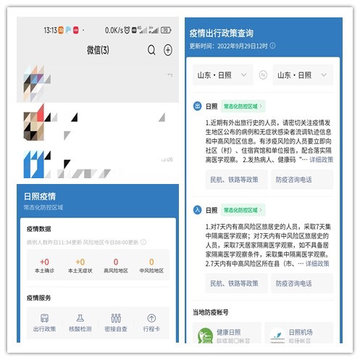 13:13
0.0K/s
微信(3)
日照疫情
常态化防控区域
疫情数据
+0
+0
0
0
本土确诊
本土无症状
高风险地区
中风险地区
疫情服务
出行政策
核酸检测
密接自查
行程卡
疫情出行政策查询
更新时间：2022年9月29日12时
山东·日照
山东·日照
出
日照
常态化防控区域
1.近期有外出旅行史的人员，请密切关注疫情发
生地区公布的病例和无症状感染者流调轨迹信息
和中高风险区信息。有涉疫风险的人员要立即向
社区（村）、住宿宾馆和单位报告，配合落实隔
离医学观察。2.发热病人、健康码“··· 详细政策
民航、铁路等政策
防疫咨询电话
入
日照
常态化防控区域
1.对7天内有高风险区旅居史的人员，采取7天集
中隔离医学观察；对7天内有中风险区旅居史的
人员，采取7天居家隔离医学观察，如不具备居
家隔离医学观察条件，采取集中隔离医学观察。
2.7天内有中高风险区所在县（市、··· 详细政策
民航、铁路等政策
防疫咨询电话
当地防疫帐号
健康日照
日照机场